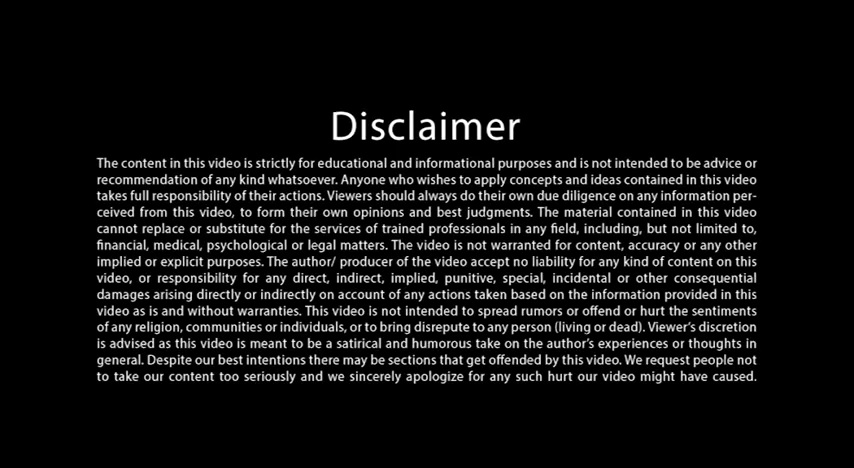 Disclaimer
The content in this video is strictly for educational and informational purposes and is not intended to be advice or
recommendation of any kind whatsoever. Anyone who wishes to apply concepts and ideas contained in this video
takes full responsibility of their actions. Viewers should always do their own due diligence on any information per-
ceived from this video, to form their own opinions and best judgments. The material contained in this video
cannot replace or substitute for the services of trained professionals in any field, including, but not limited to,
financial, medical, psychological or legal matters. The video is not warranted for content, accuracy or any other
implied or explicit purposes. The author/ producer of the video accept no liability for any kind of content on this
video, or responsibility for any direct, indirect, implied, punitive, special, incidental or other consequential
damages arising directly or indirectly on account of any actions taken based on the information provided in this
video as is and without warranties. This video is not intended to spread rumors or offend or hurt the sentiments
of any religion, communities or individuals, or to bring disrepute to any person (living or dead). Viewer's discretion
is advised as this video is meant to be a satirical and humorous take on the author's experiences or thoughts in
general. Despite our best intentions there may be sections that get offended by this video. We request people not
to take our content too seriously and we sincerely apologize for any such hurt our video might have caused.